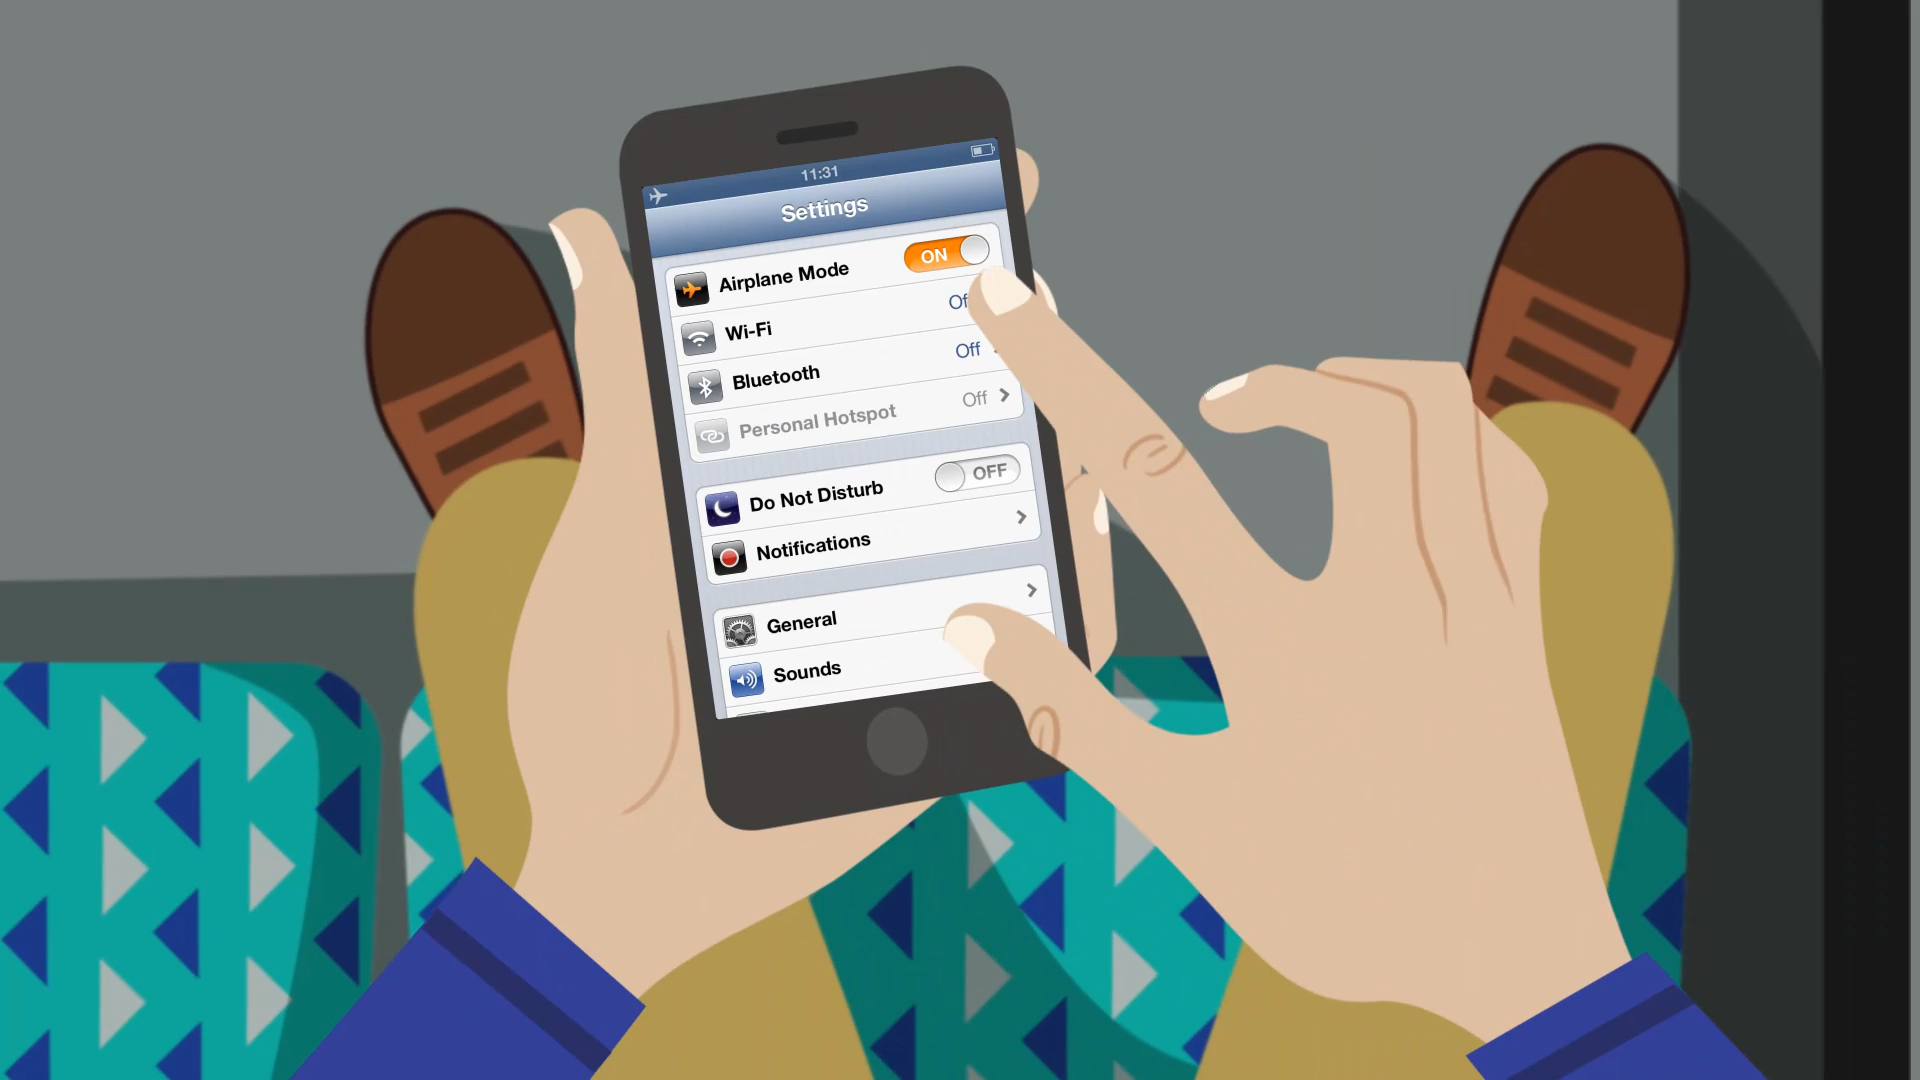 11:31
Settings
Airplane Mode ON
Wi-Fi Of
Bluetooth Off
Personal Hotspot Off
Do Not Disturb OFF
Notifications
General
Sounds